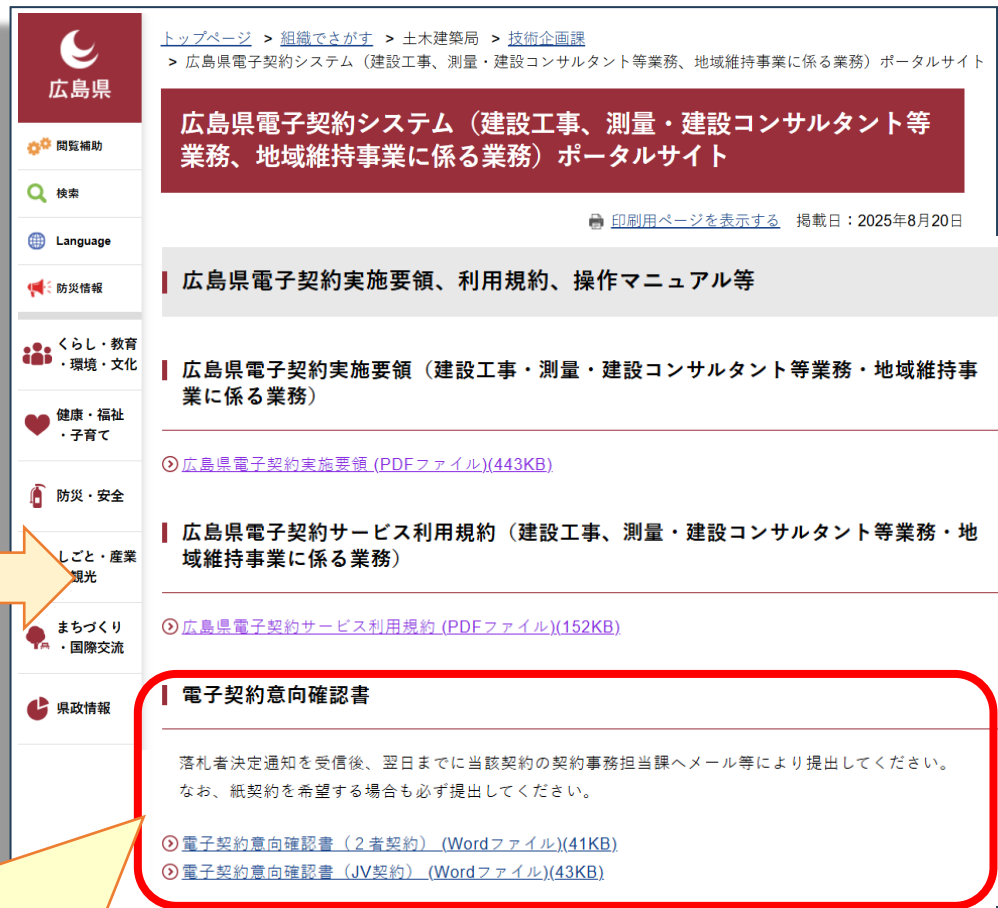 広島県
閲覧補助
検索
Language
防災情報
くらし・教育
・環境・文化
健康・福祉
・子育て
防災・安全
しごと・産業
観光
まちづくり
・国際交流
県政情報
トップページ > 組織でさがす > 土木建築局 > 技術企画課
> 広島県電子契約システム（建設工事、測量・建設コンサルタント等業務、地域維持事業に係る業務）ポータルサイト
広島県電子契約システム（建設工事、測量・建設コンサルタント等
業務、地域維持事業に係る業務）ポータルサイト
印刷用ページを表示する 掲載日：2025年8月20日
広島県電子契約実施要領、利用規約、操作マニュアル等
広島県電子契約実施要領（建設工事・測量・建設コンサルタント等業務・地域維持事
業に係る業務）
広島県電子契約実施要領 (PDFファイル)(443KB)
広島県電子契約サービス利用規約（建設工事、測量・建設コンサルタント等業務・地
域維持事業に係る業務）
広島県電子契約サービス利用規約 (PDFファイル)(152KB)
電子契約意向確認書
落札者決定通知を受信後、翌日までに当該契約の契約事務担当課へメール等により提出してください。
なお、紙契約を希望する場合も必ず提出してください。
電子契約意向確認書（２者契約） (Wordファイル)(41KB)
電子契約意向確認書（JV契約） (Wordファイル)(43KB)